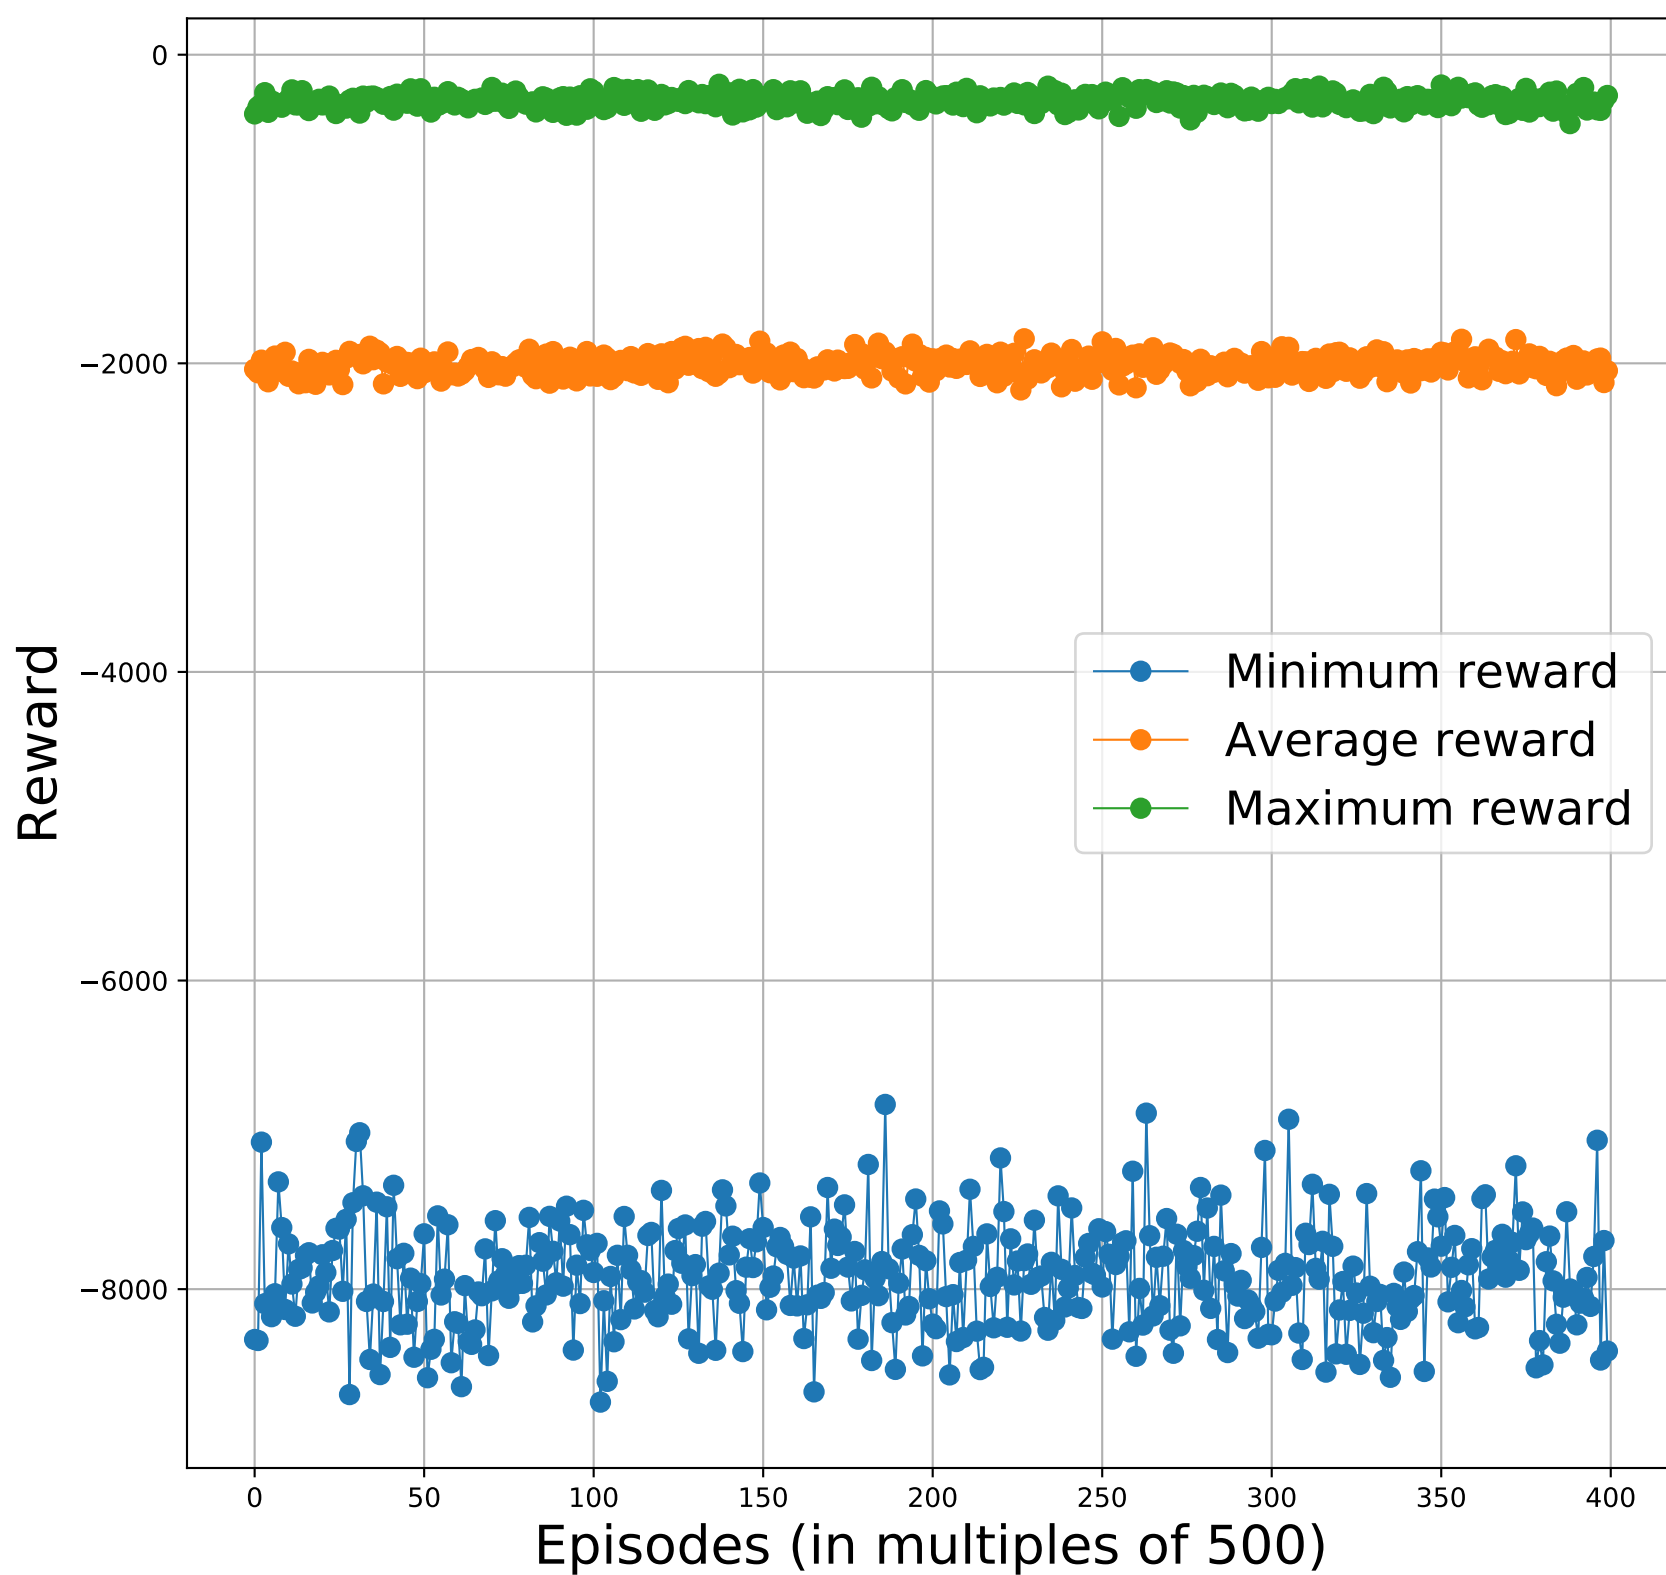 Reward
0
−2000
−4000
−6000
−8000
Minimum reward
Average reward
Maximum reward
0 50 100 150 200 250 300 350 400
Episodes (in multiples of 500)